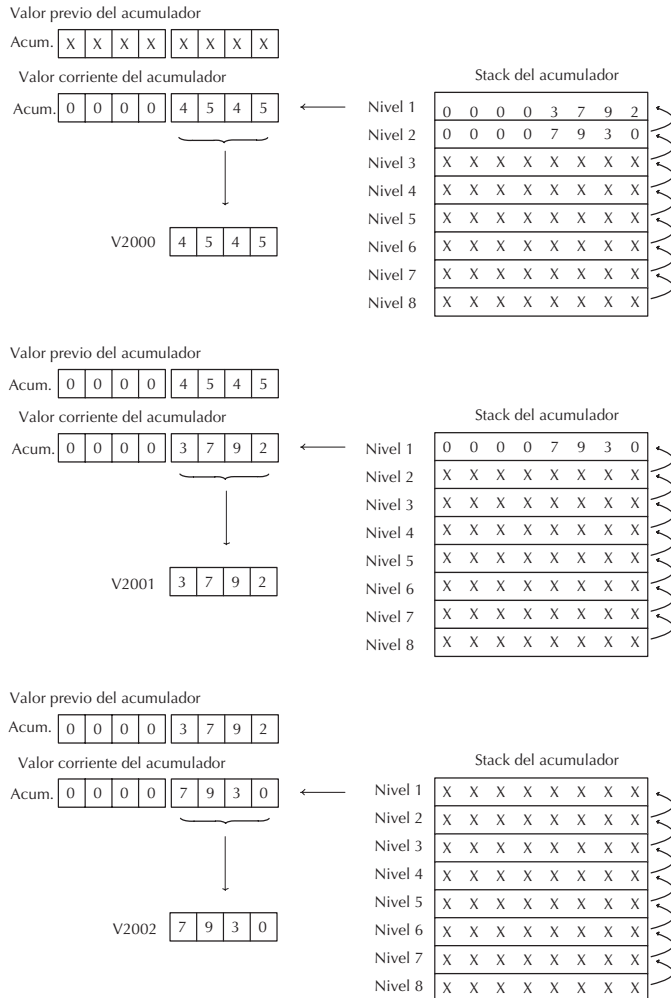 Valor previo del acumulador
Acum. X X X X X X X X
Valor corriente del acumulador
Acum. 0 0 0 0 4 5 4 5
V2000 4 5 4 5
Stack del acumulador
Nivel 1 0 0 0 0 3 7 9 2
Nivel 2 0 0 0 0 7 9 3 0
Nivel 3 X X X X X X X X
Nivel 4 X X X X X X X X
Nivel 5 X X X X X X X X
Nivel 6 X X X X X X X X
Nivel 7 X X X X X X X X
Nivel 8 X X X X X X X X
Valor previo del acumulador
Acum. 0 0 0 0 4 5 4 5
Valor corriente del acumulador
Acum. 0 0 0 0 3 7 9 2
V2001 3 7 9 2
Stack del acumulador
Nivel 1 0 0 0 0 7 9 3 0
Nivel 2 X X X X X X X X
Nivel 3 X X X X X X X X
Nivel 4 X X X X X X X X
Nivel 5 X X X X X X X X
Nivel 6 X X X X X X X X
Nivel 7 X X X X X X X X
Nivel 8 X X X X X X X X
Valor previo del acumulador
Acum. 0 0 0 0 3 7 9 2
Valor corriente del acumulador
Acum. 0 0 0 0 7 9 3 0
V2002 7 9 3 0
Stack del acumulador
Nivel 1 X X X X X X X X
Nivel 2 X X X X X X X X
Nivel 3 X X X X X X X X
Nivel 4 X X X X X X X X
Nivel 5 X X X X X X X X
Nivel 6 X X X X X X X X
Nivel 7 X X X X X X X X
Nivel 8 X X X X X X X X